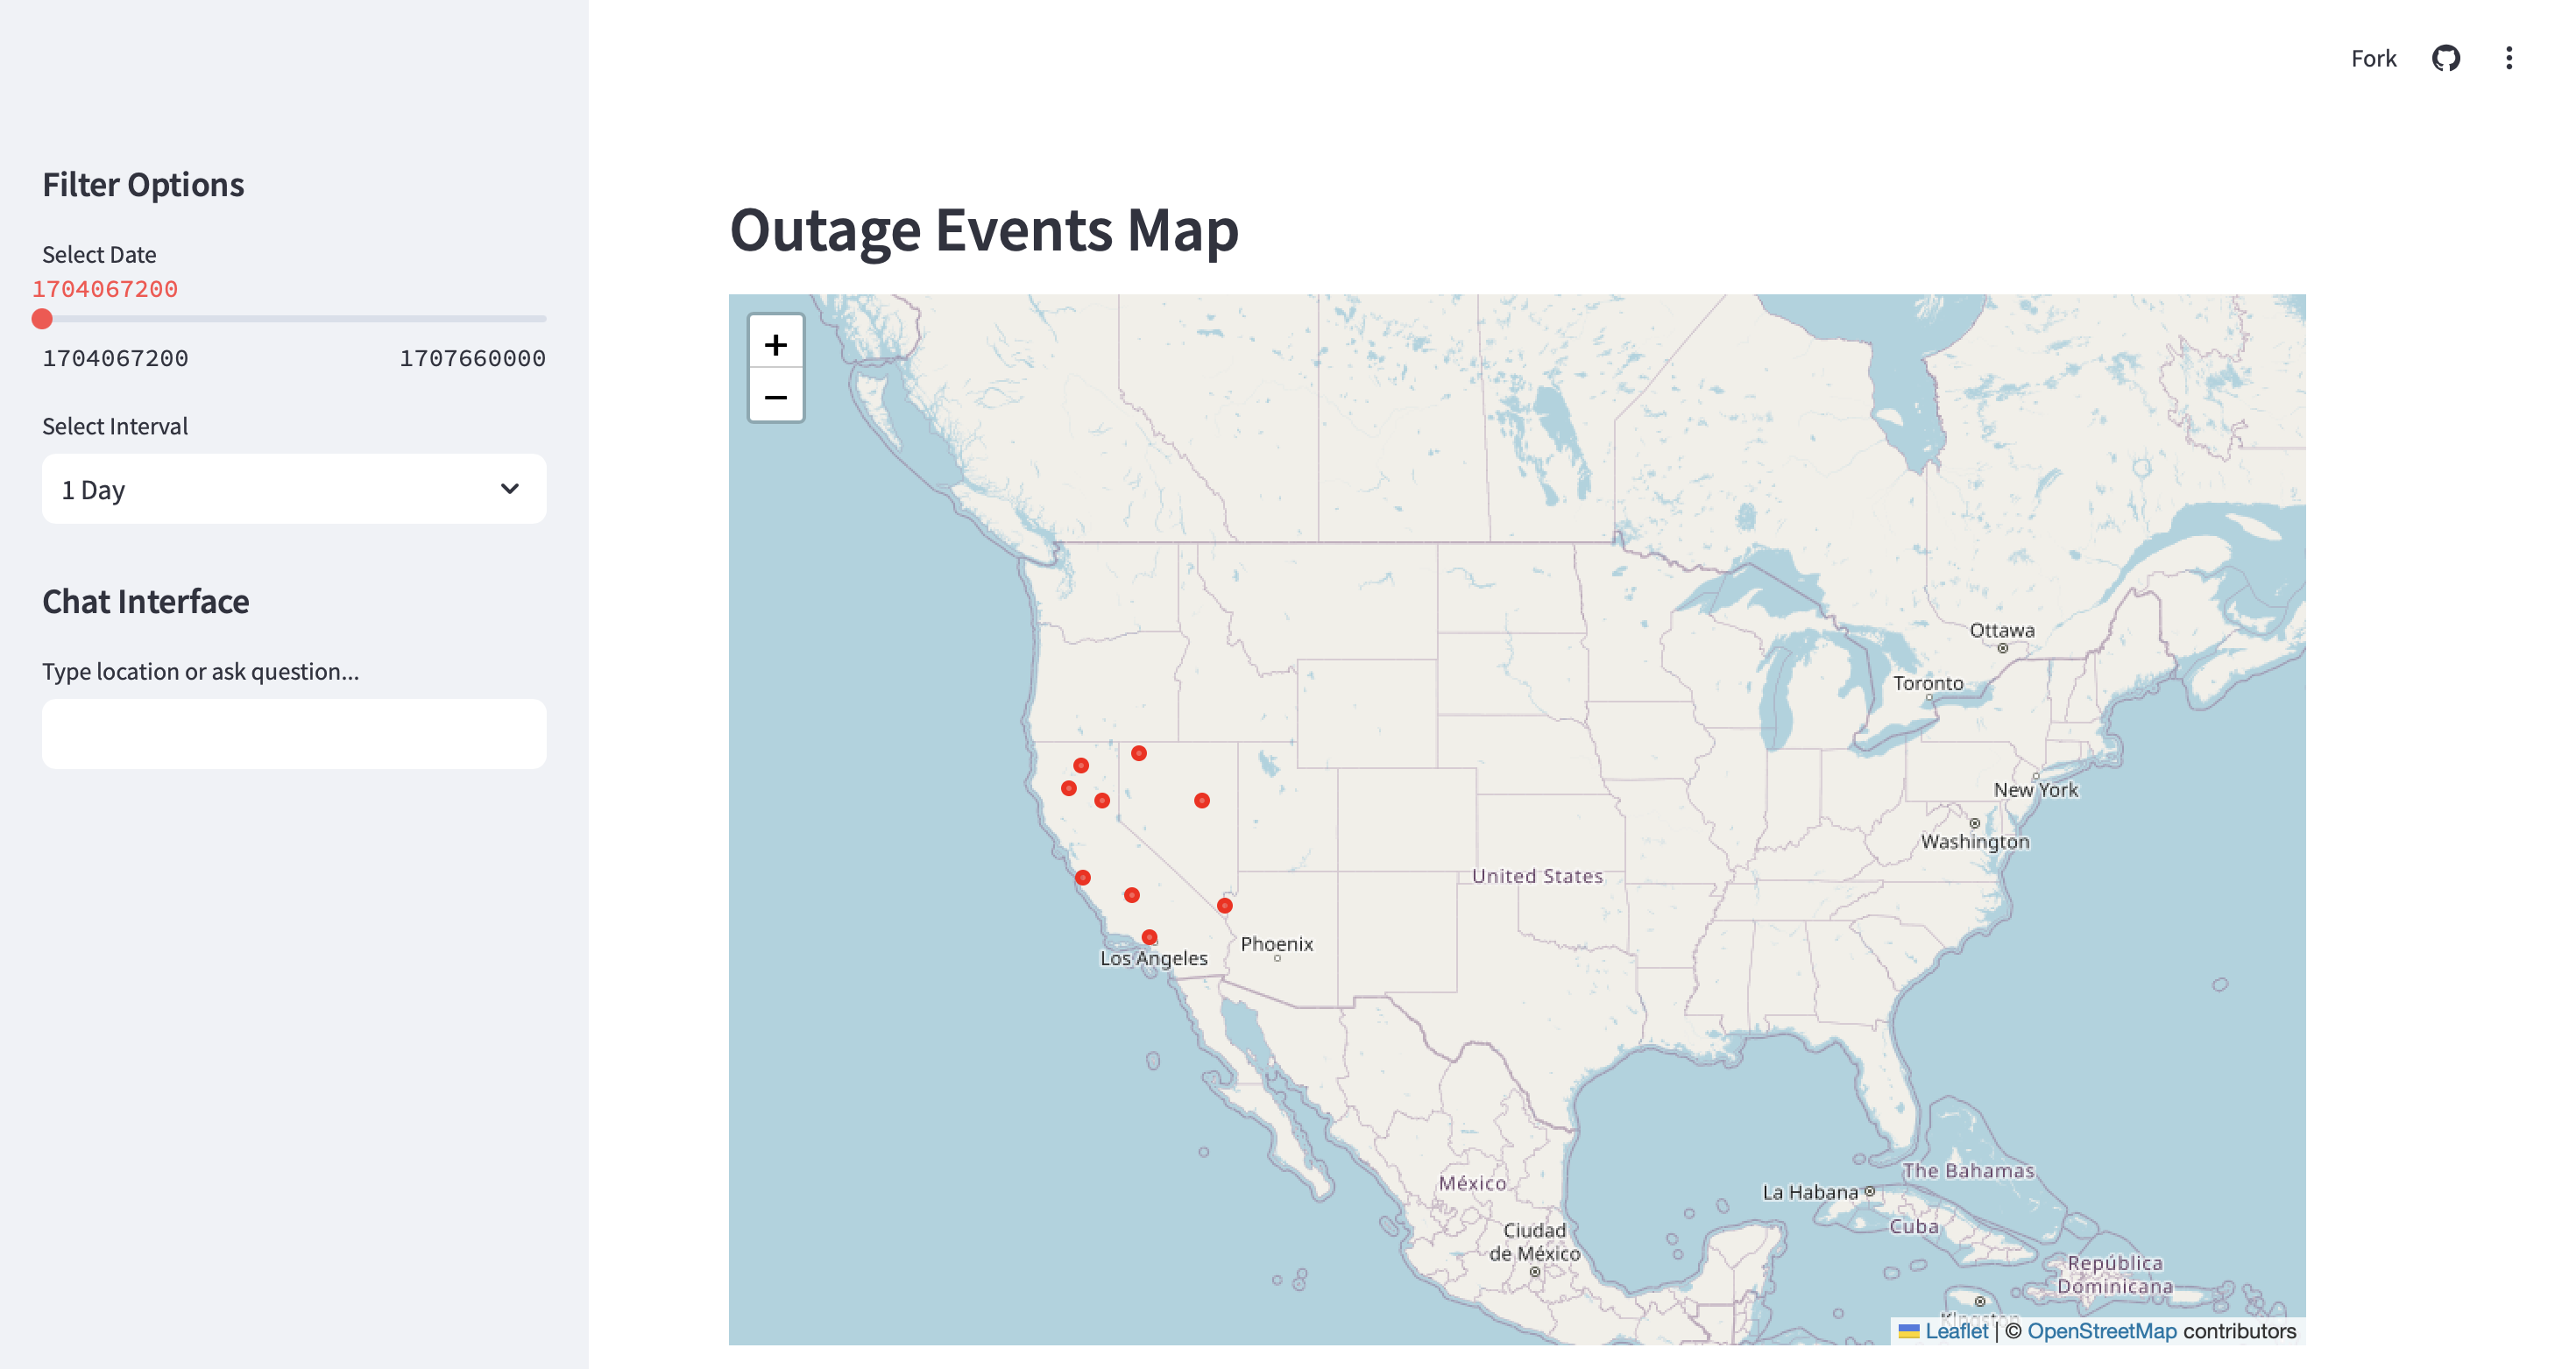 Fork
Filter Options
Select Date
1704067200
1704067200 1707660000
Select Interval
1 Day
Chat Interface
Type location or ask question...
Outage Events Map
+
−
Ottawa
Toronto
New York
Washington
United States
Phoenix
Los Angeles
The Bahamas
México
La Habana
Cuba
Ciudad
de México
República
Dominicana
Kingston
Leaflet | © OpenStreetMap contributors